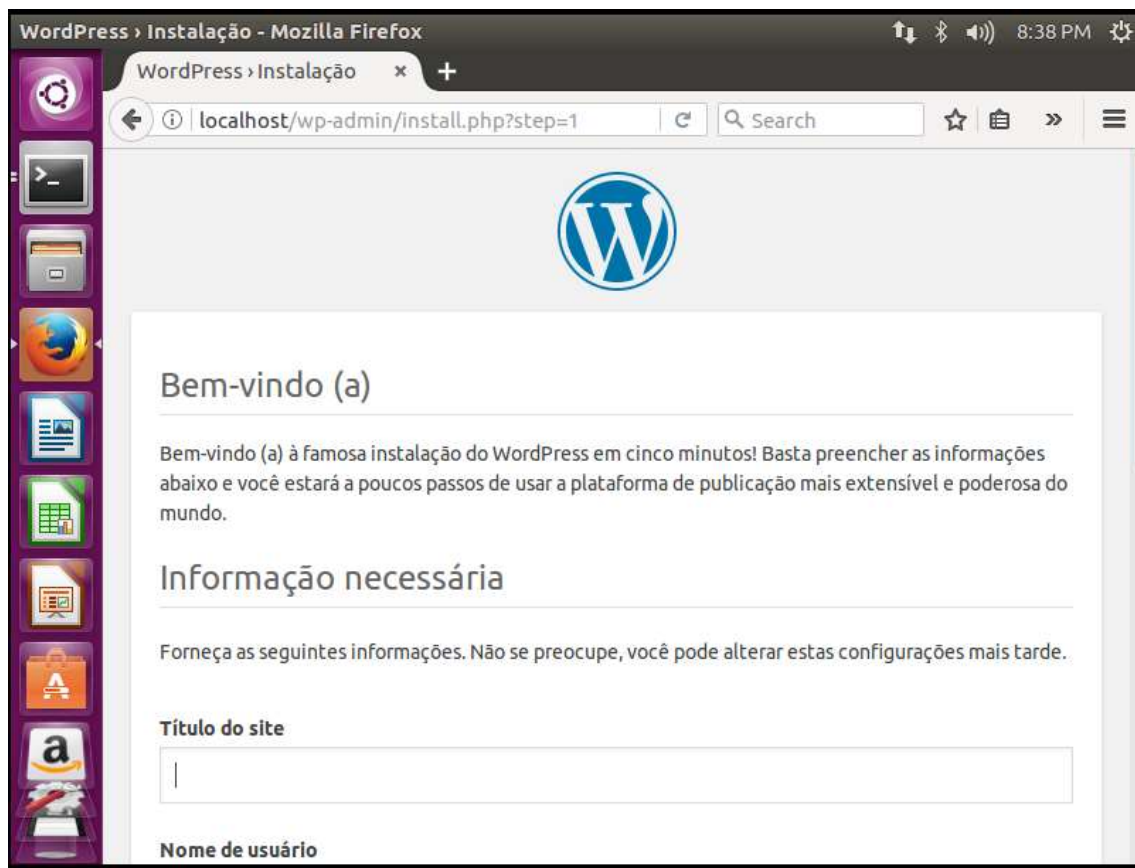 WordPress › Instalação - Mozilla Firefox
8:38 PM
WordPress › Instalação
localhost/wp-admin/install.php?step=1
Search
Bem-vindo (a)
Bem-vindo (a) à famosa instalação do WordPress em cinco minutos! Basta preencher as informações
abaixo e você estará a poucos passos de usar a plataforma de publicação mais extensível e poderosa do
mundo.
Informação necessária
Forneça as seguintes informações. Não se preocupe, você pode alterar estas configurações mais tarde.
Título do site
Nome de usuário